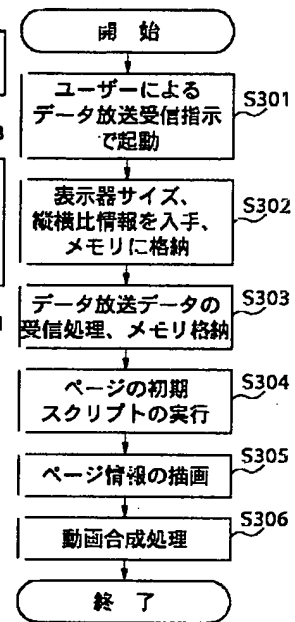 開 始
ユーザーによる
データ放送受信指示
で起動
S301
表示器サイズ、
縦横比情報を入手、
メモリに格納
S302
データ放送データの
受信処理、メモリ格納
S303
ページの初期
スクリプトの実行
S304
ページ情報の描画
S305
動画合成処理
S306
終 了